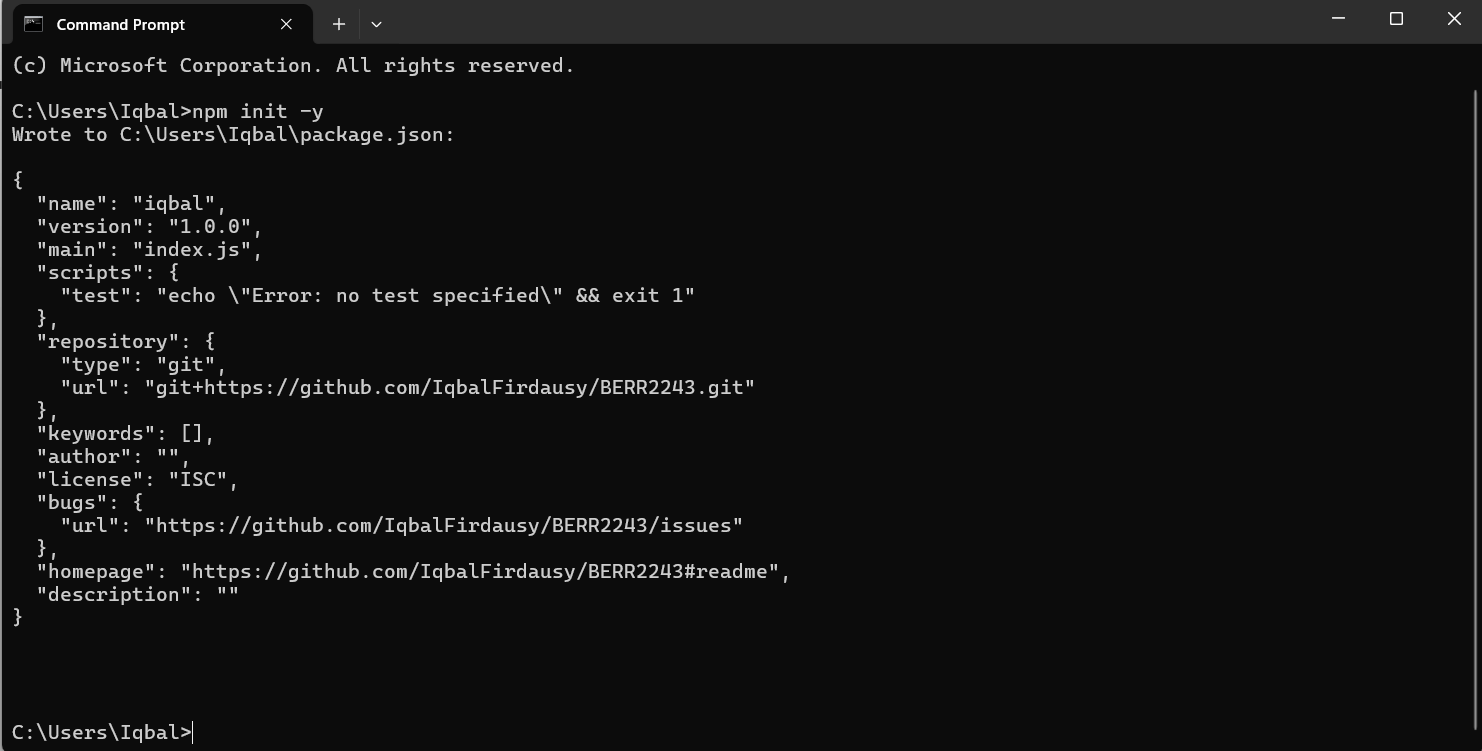 Command Prompt
(c) Microsoft Corporation. All rights reserved.
C:\Users\Iqbal>npm init -y
Wrote to C:\Users\Iqbal\package.json:
{
  "name": "iqbal",
  "version": "1.0.0",
  "main": "index.js",
  "scripts": {
    "test": "echo \"Error: no test specified\" && exit 1"
  },
  "repository": {
    "type": "git",
    "url": "git+https://github.com/IqbalFirdausy/BERR2243.git"
  },
  "keywords": [],
  "author": "",
  "license": "ISC",
  "bugs": {
    "url": "https://github.com/IqbalFirdausy/BERR2243/issues"
  },
  "homepage": "https://github.com/IqbalFirdausy/BERR2243#readme",
  "description": ""
}
C:\Users\Iqbal>